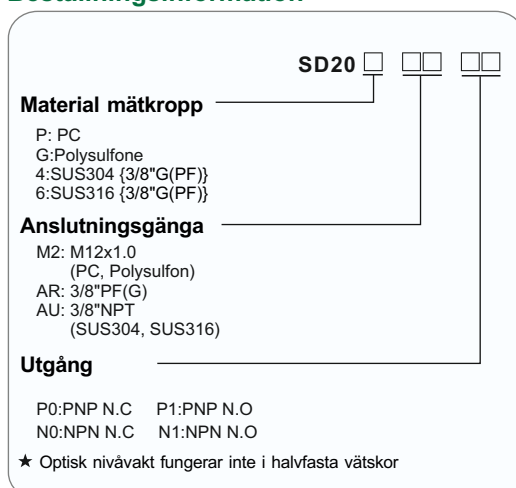 SD20□ □□ □□
Material mätkropp
P: PC
G:Polysulfone
4:SUS304 {3/8"G(PF)}
6:SUS316 {3/8"G(PF)}
Anslutningsgänga
M2: M12x1.0
(PC, Polysulfon)
AR: 3/8"PF(G)
AU: 3/8"NPT
(SUS304, SUS316)
Utgång
P0:PNP N.C P1:PNP N.O
N0:NPN N.C N1:NPN N.O
★ Optisk nivåvakt fungerar inte i halvfasta vätskor